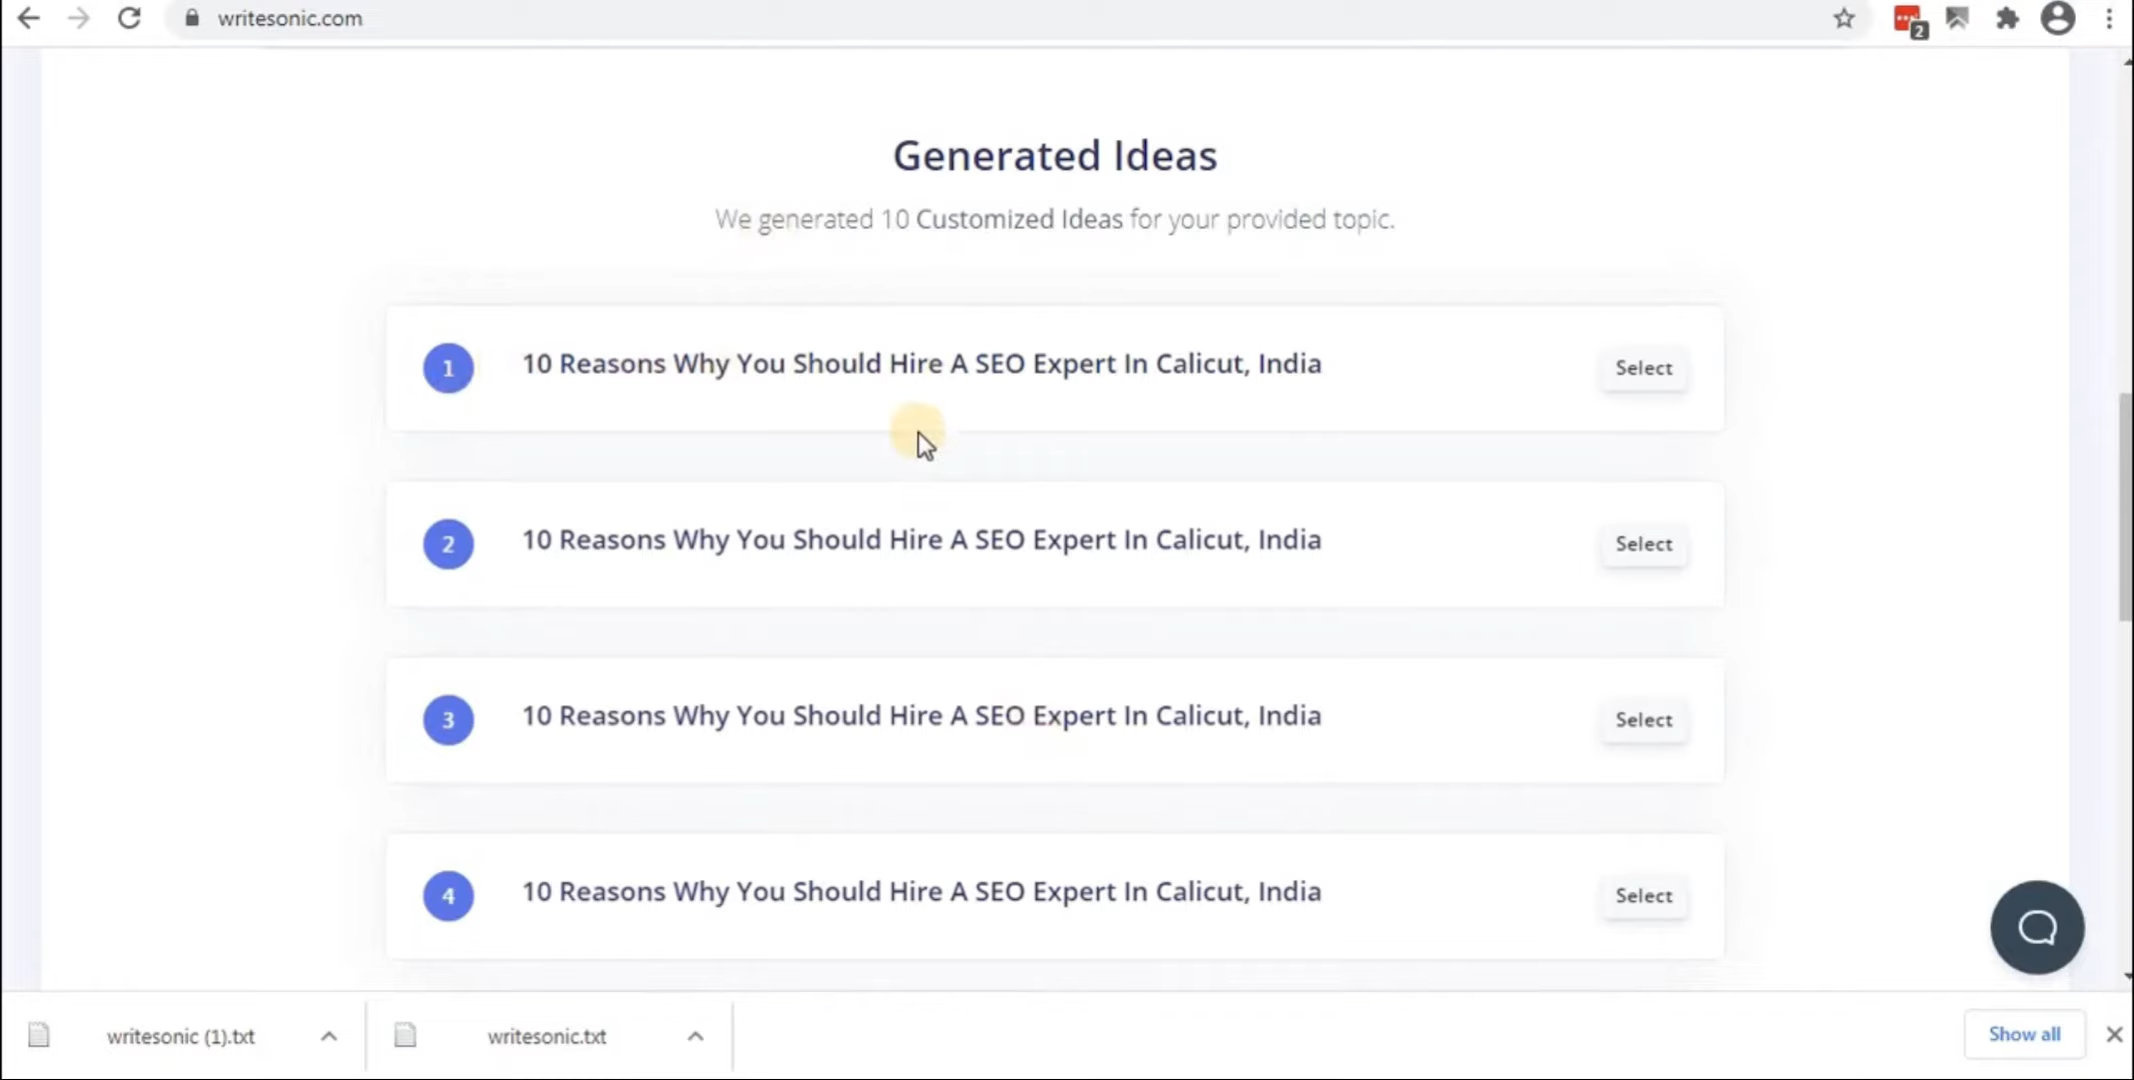 writesonic.com
2
Generated Ideas
We generated 10 Customized Ideas for your provided topic.
1 10 Reasons Why You Should Hire A SEO Expert In Calicut, India Select
2 10 Reasons Why You Should Hire A SEO Expert In Calicut, India Select
3 10 Reasons Why You Should Hire A SEO Expert In Calicut, India Select
4 10 Reasons Why You Should Hire A SEO Expert In Calicut, India Select
writesonic (1).txt writesonic.txt Show all